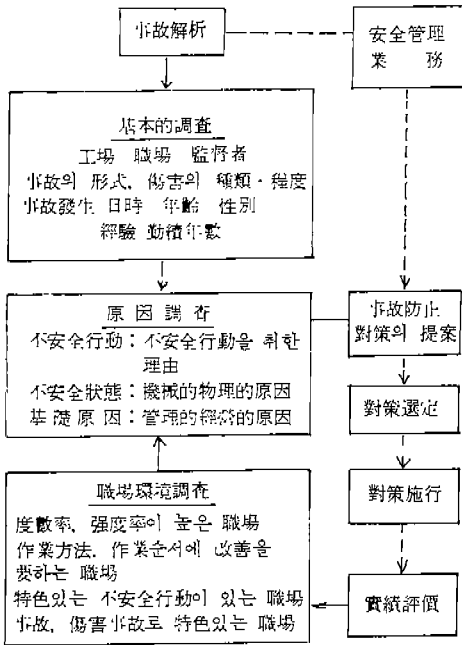 事故解析
安全管理
業 務
基本的調査
工場 職場 監督者
事故의 形式, 傷害의 種類·程度
事故發生 日時 年齡 性別
經驗 勤績年數
原 因 調 査
不安全行動 : 不安全行動을 취한
理由
不安全狀態 : 機械的物理的原因
基 礎 原 因 : 管理的經營的原因
事故防止
對策의 提案
對策選定
職場環境調査
度數率, 强度率이 높은 職場
作業方法, 作業순서에 改善을
要하는 職場
特色있는 不安全行動이 있는 職場
事故, 傷害事故로 特色있는 職場
對策施行
實績評價